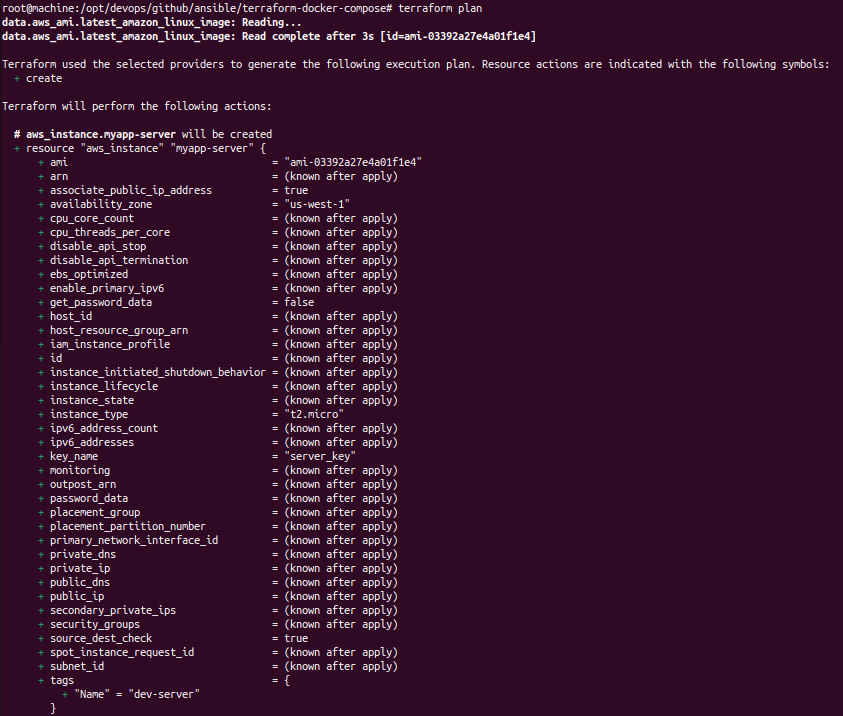 root@machine:/opt/devops/github/ansible/terraform-docker-compose# terraform plan
data.aws_ami.latest_amazon_linux_image: Reading...
data.aws_ami.latest_amazon_linux_image: Read complete after 3s [id=ami-03392a27e4a01f1e4]

Terraform used the selected providers to generate the following execution plan. Resource actions are indicated with the following symbols:
  + create

Terraform will perform the following actions:

  # aws_instance.myapp-server will be created
  + resource "aws_instance" "myapp-server" {
      + ami                                  = "ami-03392a27e4a01f1e4"
      + arn                                  = (known after apply)
      + associate_public_ip_address          = true
      + availability_zone                    = "us-west-1"
      + cpu_core_count                       = (known after apply)
      + cpu_threads_per_core                 = (known after apply)
      + disable_api_stop                     = (known after apply)
      + disable_api_termination              = (known after apply)
      + ebs_optimized                        = (known after apply)
      + enable_primary_ipv6                  = (known after apply)
      + get_password_data                    = false
      + host_id                              = (known after apply)
      + host_resource_group_arn              = (known after apply)
      + iam_instance_profile                 = (known after apply)
      + id                                   = (known after apply)
      + instance_initiated_shutdown_behavior = (known after apply)
      + instance_lifecycle                   = (known after apply)
      + instance_state                       = (known after apply)
      + instance_type                        = "t2.micro"
      + ipv6_address_count                   = (known after apply)
      + ipv6_addresses                       = (known after apply)
      + key_name                             = "server_key"
      + monitoring                           = (known after apply)
      + outpost_arn                          = (known after apply)
      + password_data                        = (known after apply)
      + placement_group                      = (known after apply)
      + placement_partition_number           = (known after apply)
      + primary_network_interface_id         = (known after apply)
      + private_dns                          = (known after apply)
      + private_ip                           = (known after apply)
      + public_dns                           = (known after apply)
      + public_ip                            = (known after apply)
      + secondary_private_ips                = (known after apply)
      + security_groups                      = (known after apply)
      + source_dest_check                    = true
      + spot_instance_request_id             = (known after apply)
      + subnet_id                            = (known after apply)
      + tags                                 = {
          + "Name" = "dev-server"
        }